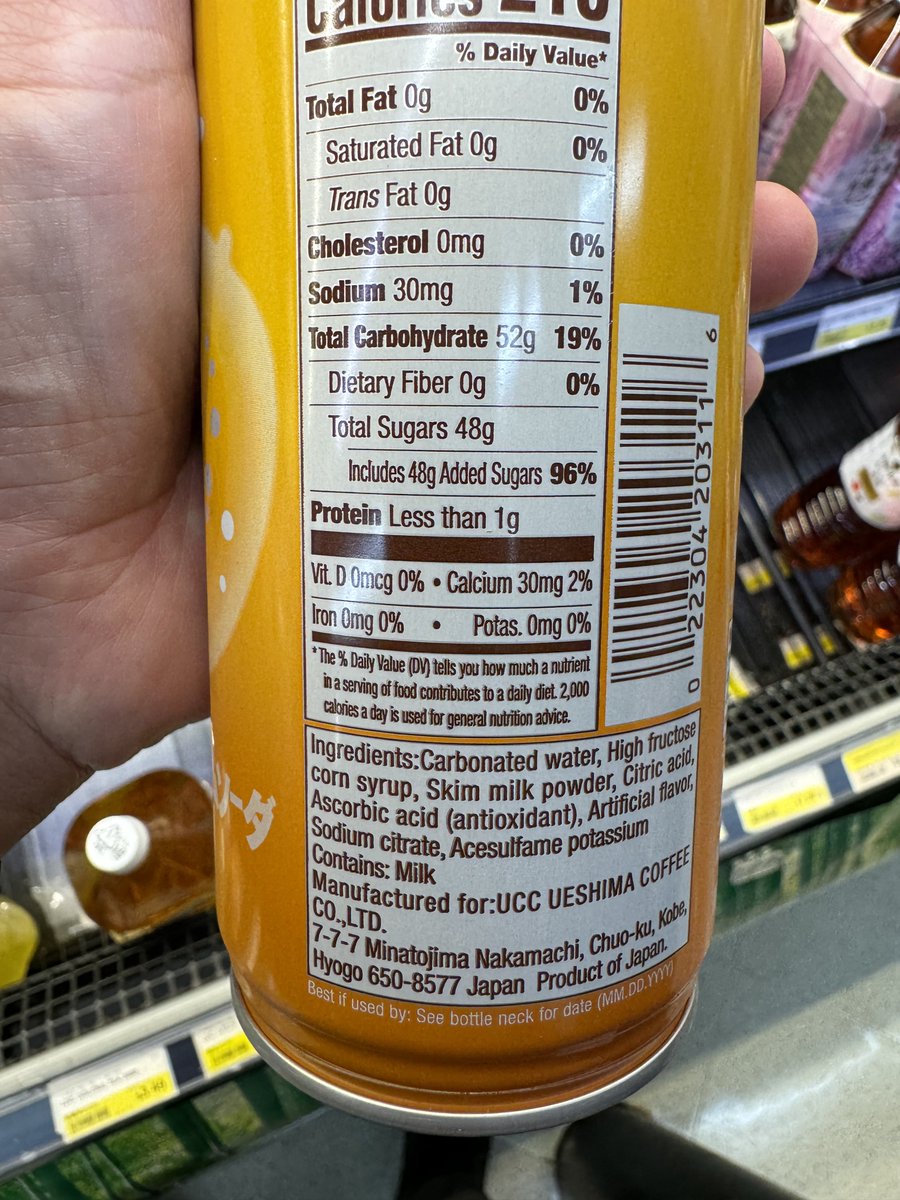 Calories 210
% Daily Value*
Total Fat 0g 0%
Saturated Fat 0g 0%
Trans Fat 0g
Cholesterol 0mg 0%
Sodium 30mg 1%
Total Carbohydrate 52g 19%
Dietary Fiber 0g 0%
Total Sugars 48g
Includes 48g Added Sugars 96%
Protein Less than 1g
Vit. D 0mcg 0% • Calcium 30mg 2%
Iron 0mg 0% • Potas. 0mg 0%
*The % Daily Value (DV) tells you how much a nutrient
in a serving of food contributes to a daily diet. 2,000
calories a day is used for general nutrition advice.
Ingredients:Carbonated water, High fructose
corn syrup, Skim milk powder, Citric acid,
Ascorbic acid (antioxidant), Artificial flavor,
Sodium citrate, Acesulfame potassium
Contains: Milk
Manufactured for:UCC UESHIMA COFFEE
CO.,LTD.
7-7-7 Minatojima Nakamachi, Chuo-ku, Kobe,
Hyogo 650-8577 Japan Product of Japan.
Best if used by: See bottle neck for date (MM.DD.YYYY)
0 22304 20311 6
ソーダ